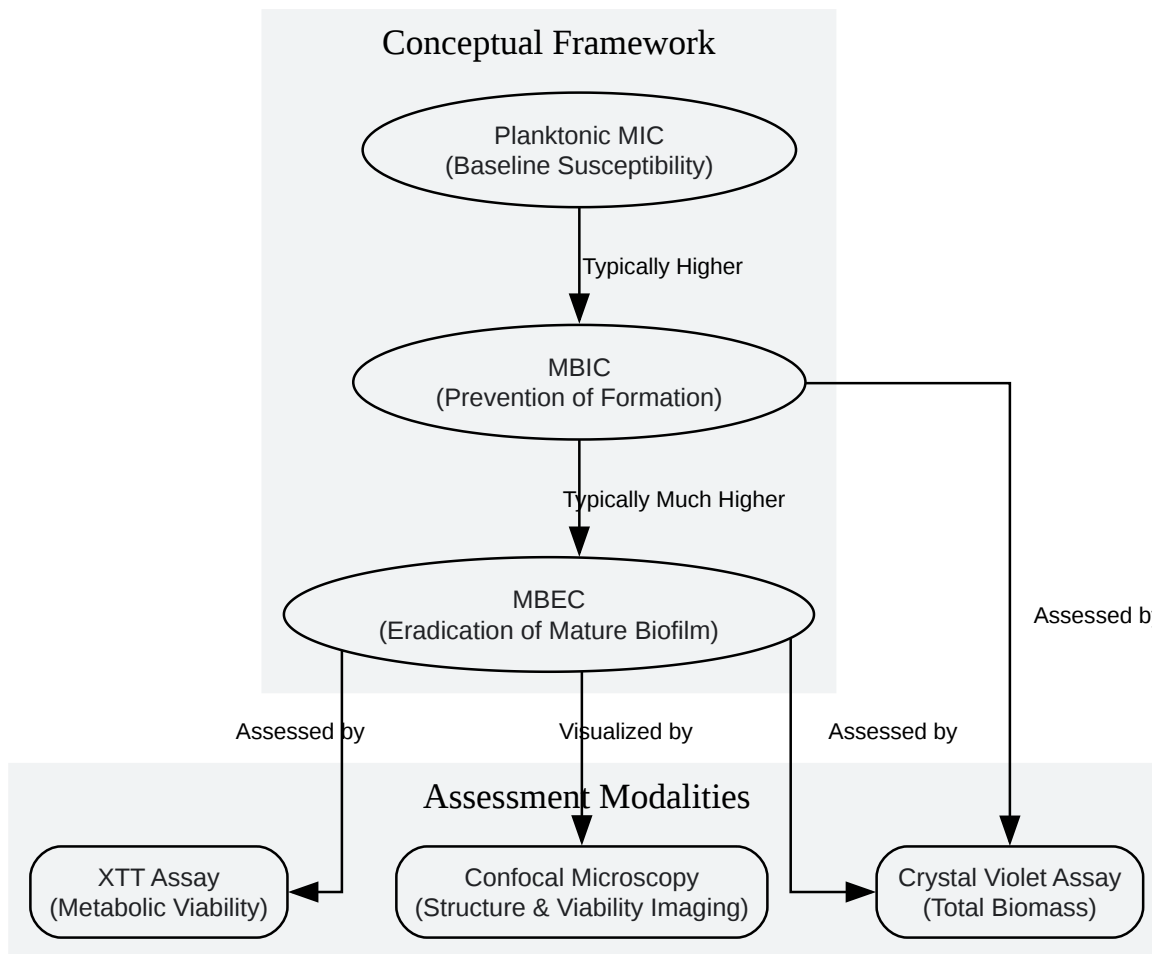 Conceptual Framework
Planktonic MIC
(Baseline Susceptibility)
Typically Higher
MBIC
(Prevention of Formation)
Typically Much Higher
MBEC
(Eradication of Mature Biofilm)
Assessed by
Assessed by
Visualized by
Assessed by
Assessment Modalities
XTT Assay
(Metabolic Viability)
Confocal Microscopy
(Structure & Viability Imaging)
Crystal Violet Assay
(Total Biomass)